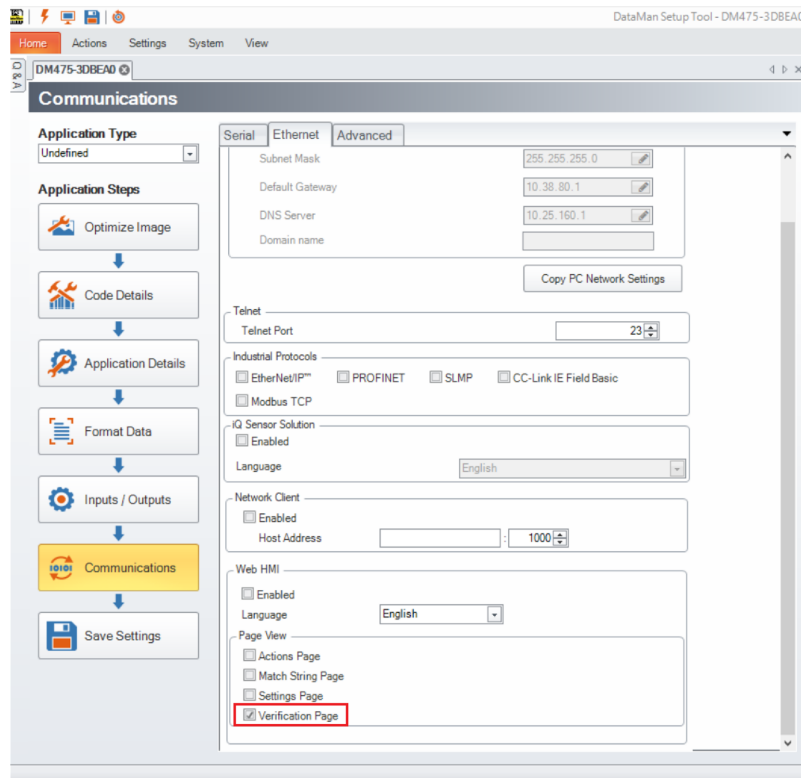 DataMan Setup Tool - DM475-3DBEA0
Home Actions Settings System View
Q & A
DM475-3DBEA0
Communications
Application Type
Undefined
Application Steps
Optimize Image
Code Details
Application Details
Format Data
Inputs / Outputs
Communications
Save Settings
Serial Ethernet Advanced
Subnet Mask 255.255.255.0
Default Gateway 10.38.80.1
DNS Server 10.25.160.1
Domain name
Copy PC Network Settings
Telnet
Telnet Port 23
Industrial Protocols
EtherNet/IP™ PROFINET SLMP CC-Link IE Field Basic
Modbus TCP
iQ Sensor Solution
Enabled
Language English
Network Client
Enabled
Host Address : 1000
Web HMI
Enabled
Language English
Page View
Actions Page
Match String Page
Settings Page
Verification Page